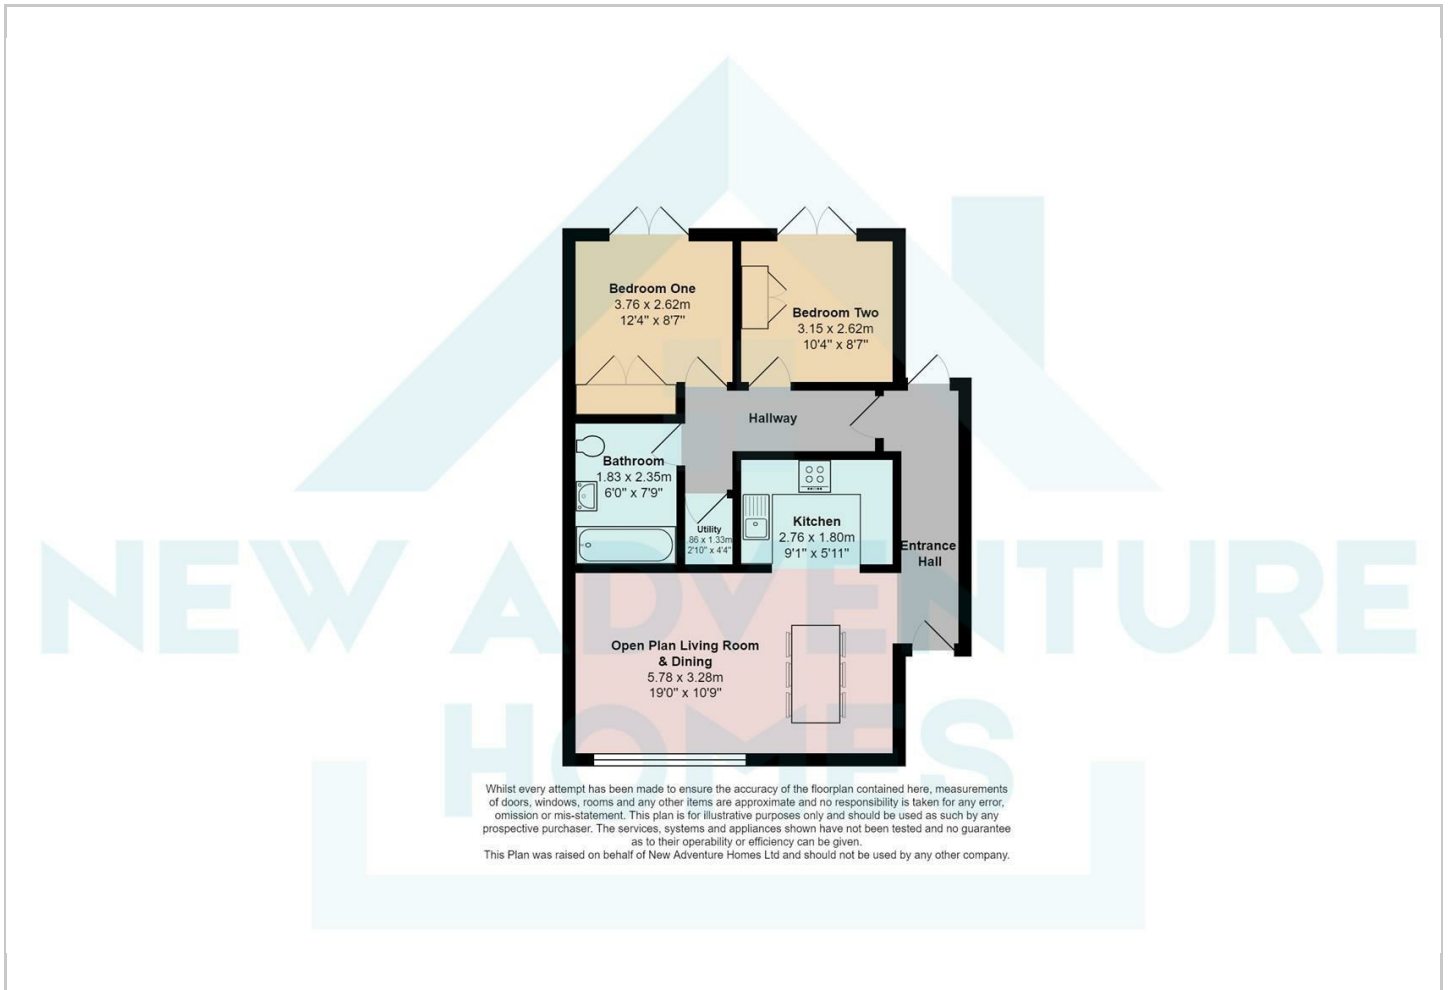 Bedroom One
3.76 x 2.62m
12'4" x 8'7"
Bedroom Two
3.15 x 2.62m
10'4" x 8'7"
Hallway
Bathroom
1.83 x 2.35m
6'0" x 7'9"
Utility
.86 x 1.33m
2'10" x 4'4"
Kitchen
2.76 x 1.80m
9'1" x 5'11"
Entrance
Hall
NEW ADVENTURE
HOMES
Open Plan Living Room
& Dining
5.78 x 3.28m
19'0" x 10'9"
Whilst every attempt has been made to ensure the accuracy of the floorplan contained here, measurements
of doors, windows, rooms and any other items are approximate and no responsibility is taken for any error,
omission or mis-statement. This plan is for illustrative purposes only and should be used as such by any
prospective purchaser. The services, systems and appliances shown have not been tested and no guarantee
as to their operability or efficiency can be given.
This Plan was raised on behalf of New Adventure Homes Ltd and should not be used by any other company.